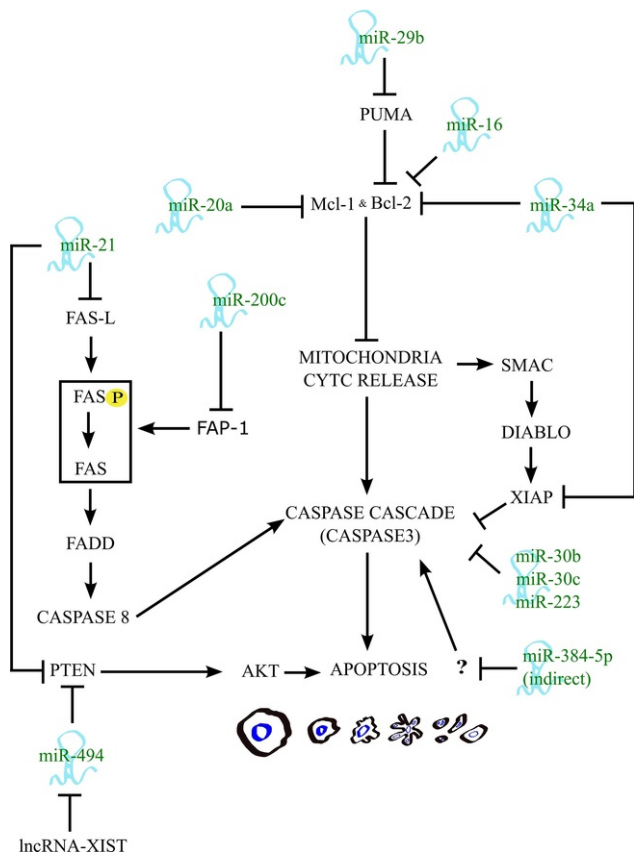 miR-29b
PUMA
miR-16
miR-20a
Mcl-1 & Bcl-2
miR-34a
miR-21
miR-200c
FAS-L
MITOCHONDRIA
CYTC RELEASE
SMAC
FAS P
FAP-1
DIABLO
FAS
XIAP
CASPASE CASCADE
(CASPASE3)
FADD
miR-30b
miR-30c
miR-223
CASPASE 8
PTEN
AKT
APOPTOSIS
?
miR-384-5p
(indirect)
miR-494
lncRNA-XIST